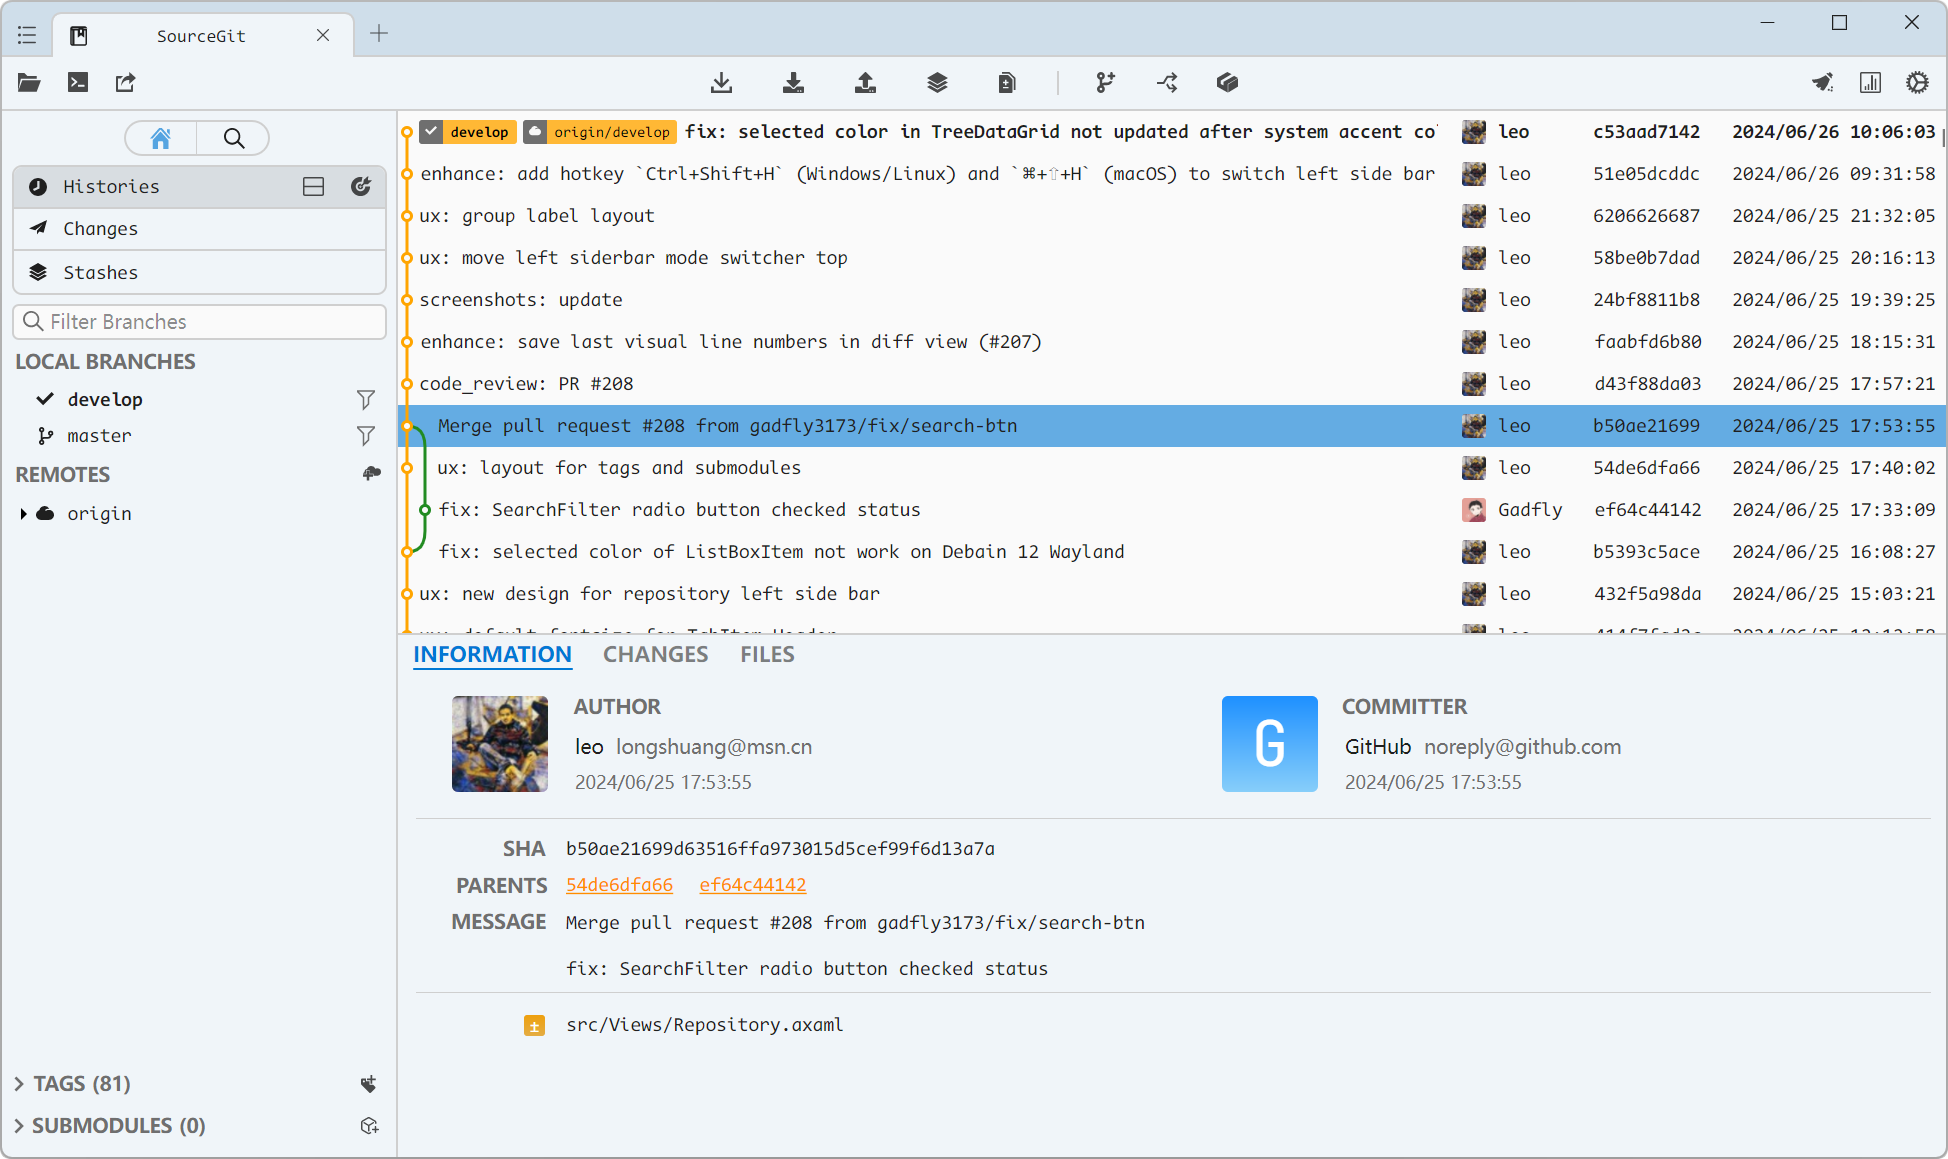 SourceGit
Histories
Changes
Stashes
Filter Branches
LOCAL BRANCHES
develop
master
REMOTES
origin
TAGS (81)
SUBMODULES (0)
develop origin/develop fix: selected color in TreeDataGrid not updated after system accent co leo c53aad7142 2024/06/26 10:06:03
enhance: add hotkey `Ctrl+Shift+H` (Windows/Linux) and `⌘+⇧+H` (macOS) to switch left side bar leo 51e05dcddc 2024/06/26 09:31:58
ux: group label layout leo 6206626687 2024/06/25 21:32:05
ux: move left siderbar mode switcher top leo 58be0b7dad 2024/06/25 20:16:13
screenshots: update leo 24bf8811b8 2024/06/25 19:39:25
enhance: save last visual line numbers in diff view (#207) leo faabfd6b80 2024/06/25 18:15:31
code_review: PR #208 leo d43f88da03 2024/06/25 17:57:21
Merge pull request #208 from gadfly3173/fix/search-btn leo b50ae21699 2024/06/25 17:53:55
ux: layout for tags and submodules leo 54de6dfa66 2024/06/25 17:40:02
fix: SearchFilter radio button checked status Gadfly ef64c44142 2024/06/25 17:33:09
fix: selected color of ListBoxItem not work on Debain 12 Wayland leo b5393c5ace 2024/06/25 16:08:27
ux: new design for repository left side bar leo 432f5a98da 2024/06/25 15:03:21
ux: default fontsize for TabItem Header leo
INFORMATION CHANGES FILES
AUTHOR
leo longshuang@msn.cn
2024/06/25 17:53:55
G
COMMITTER
GitHub noreply@github.com
2024/06/25 17:53:55
SHA b50ae21699d63516ffa973015d5cef99f6d13a7a
PARENTS 54de6dfa66 ef64c44142
MESSAGE Merge pull request #208 from gadfly3173/fix/search-btn
fix: SearchFilter radio button checked status
± src/Views/Repository.axaml